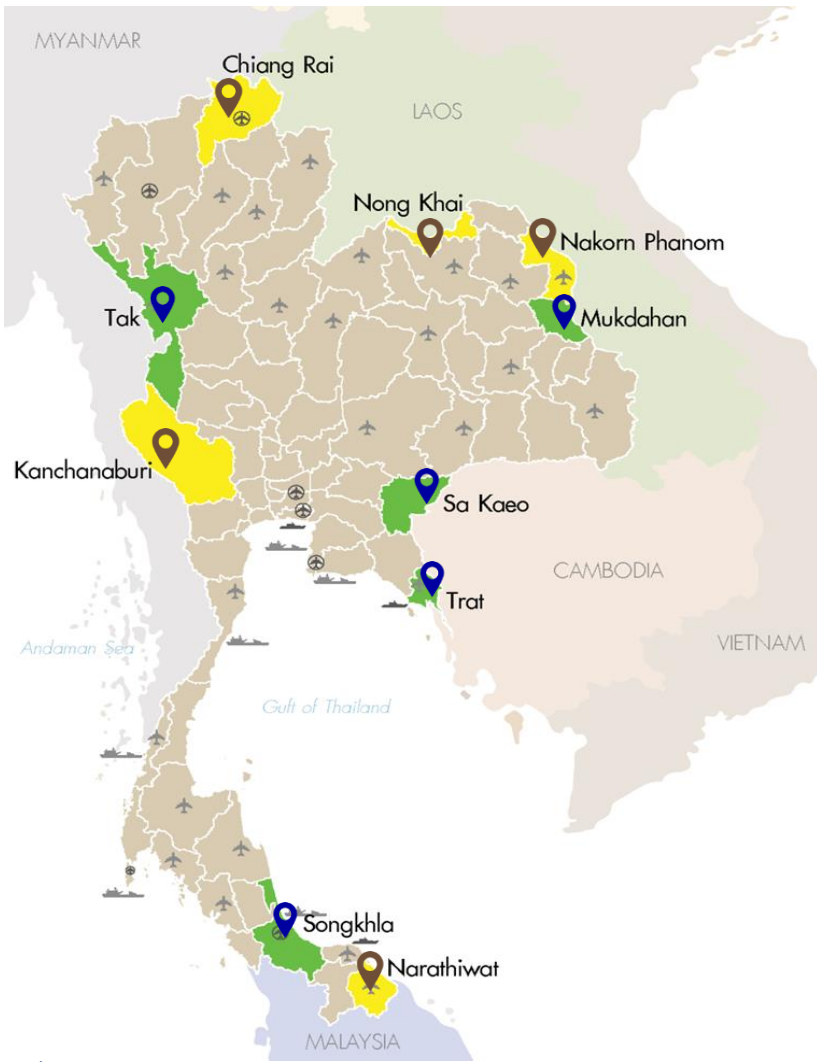 MYANMAR
Chiang Rai
LAOS
Nong Khai
Nakorn Phanom
Tak
Mukdahan
Kanchanaburi
Sa Kaeo
CAMBODIA
Trat
VIETNAM
Andaman Sea
Guft of Thailand
Songkhla
Narathiwat
MALAYSIA